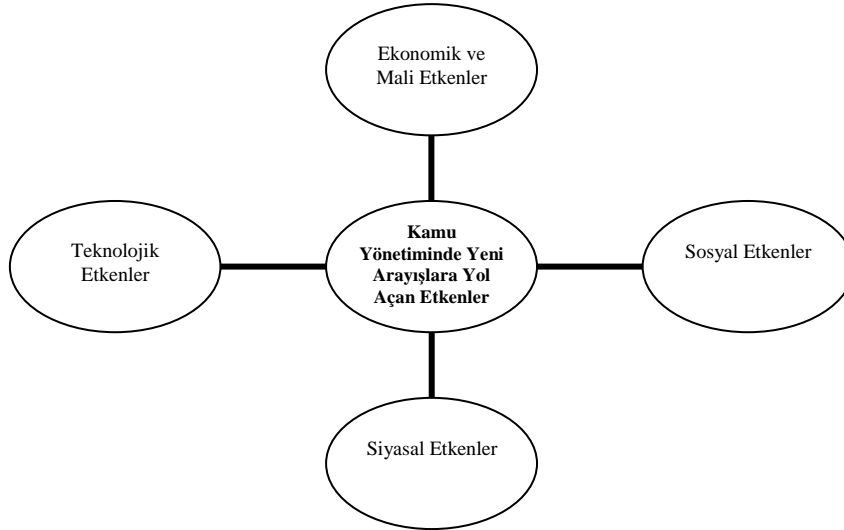 Ekonomik ve
Mali Etkenler
Teknolojik
Etkenler
Kamu
Yönetiminde Yeni
Arayışlara Yol
Açan Etkenler
Sosyal Etkenler
Siyasal Etkenler